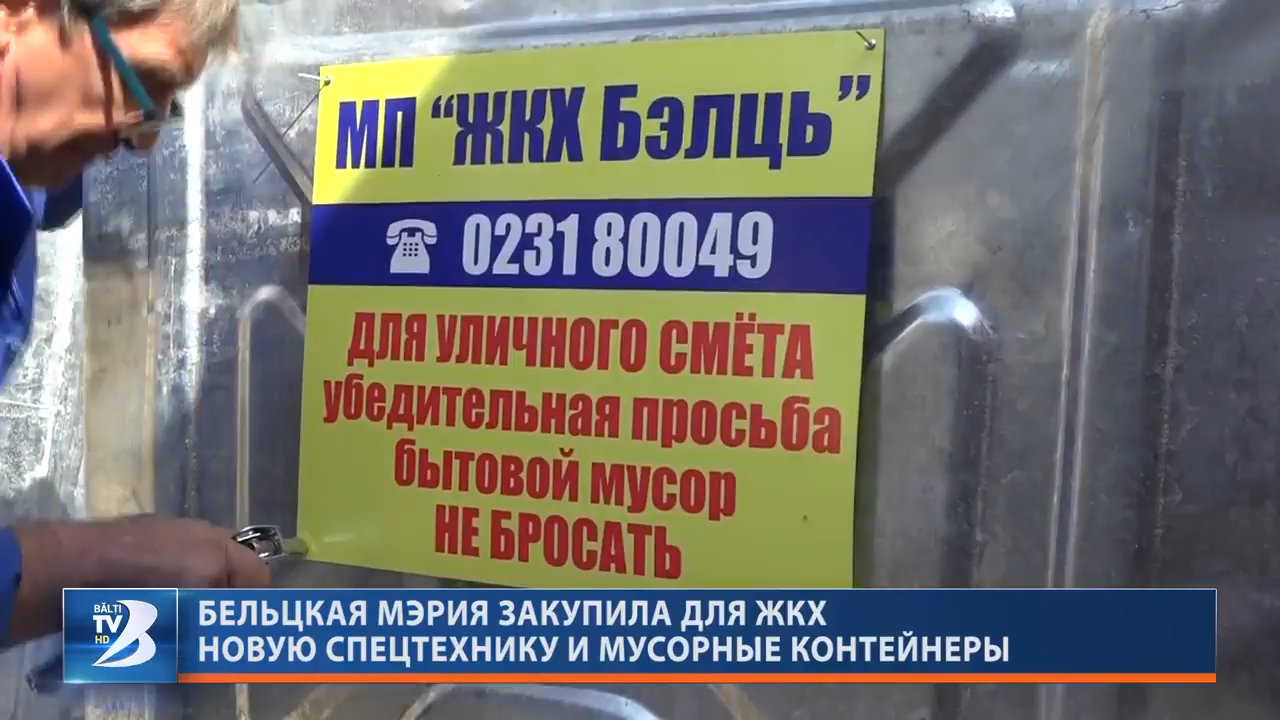 МП “ЖКХ Бэлць”
0231 80049
ДЛЯ УЛИЧНОГО СМЁТА
убедительная просьба
бытовой мусор
НЕ БРОСАТЬ
BĂLȚI
TV
HD
БЕЛЬЦКАЯ МЭРИЯ ЗАКУПИЛА ДЛЯ ЖКХ
НОВУЮ СПЕЦТЕХНИКУ И МУСОРНЫЕ КОНТЕЙНЕРЫ